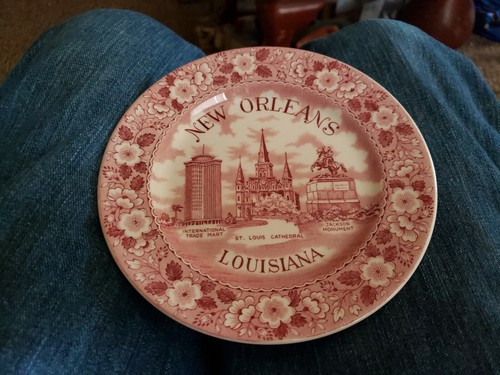 NEW ORLEANS
INTERNATIONAL
TRADE MART
ST. LOUIS CATHEDRAL
JACKSON
MONUMENT
LOUISIANA